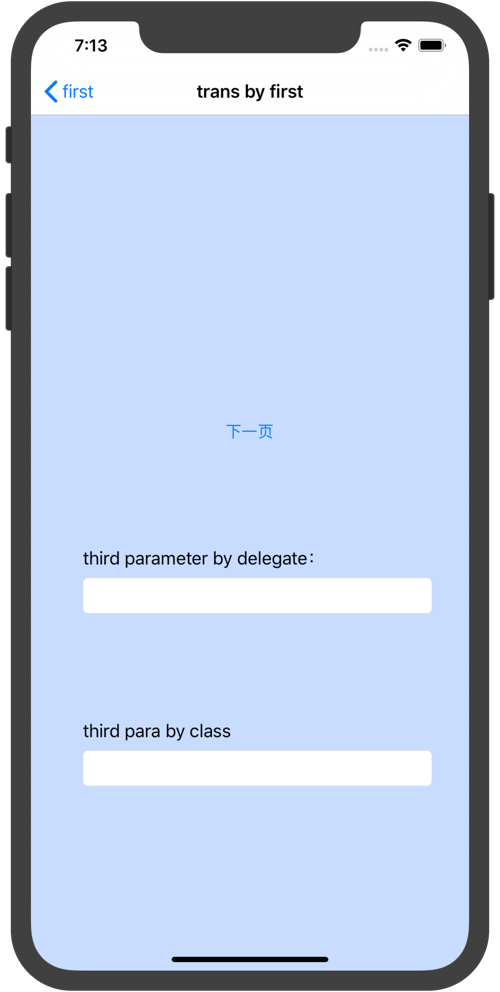 7:13
first
trans by first
下一页
third parameter by delegate：
third para by class